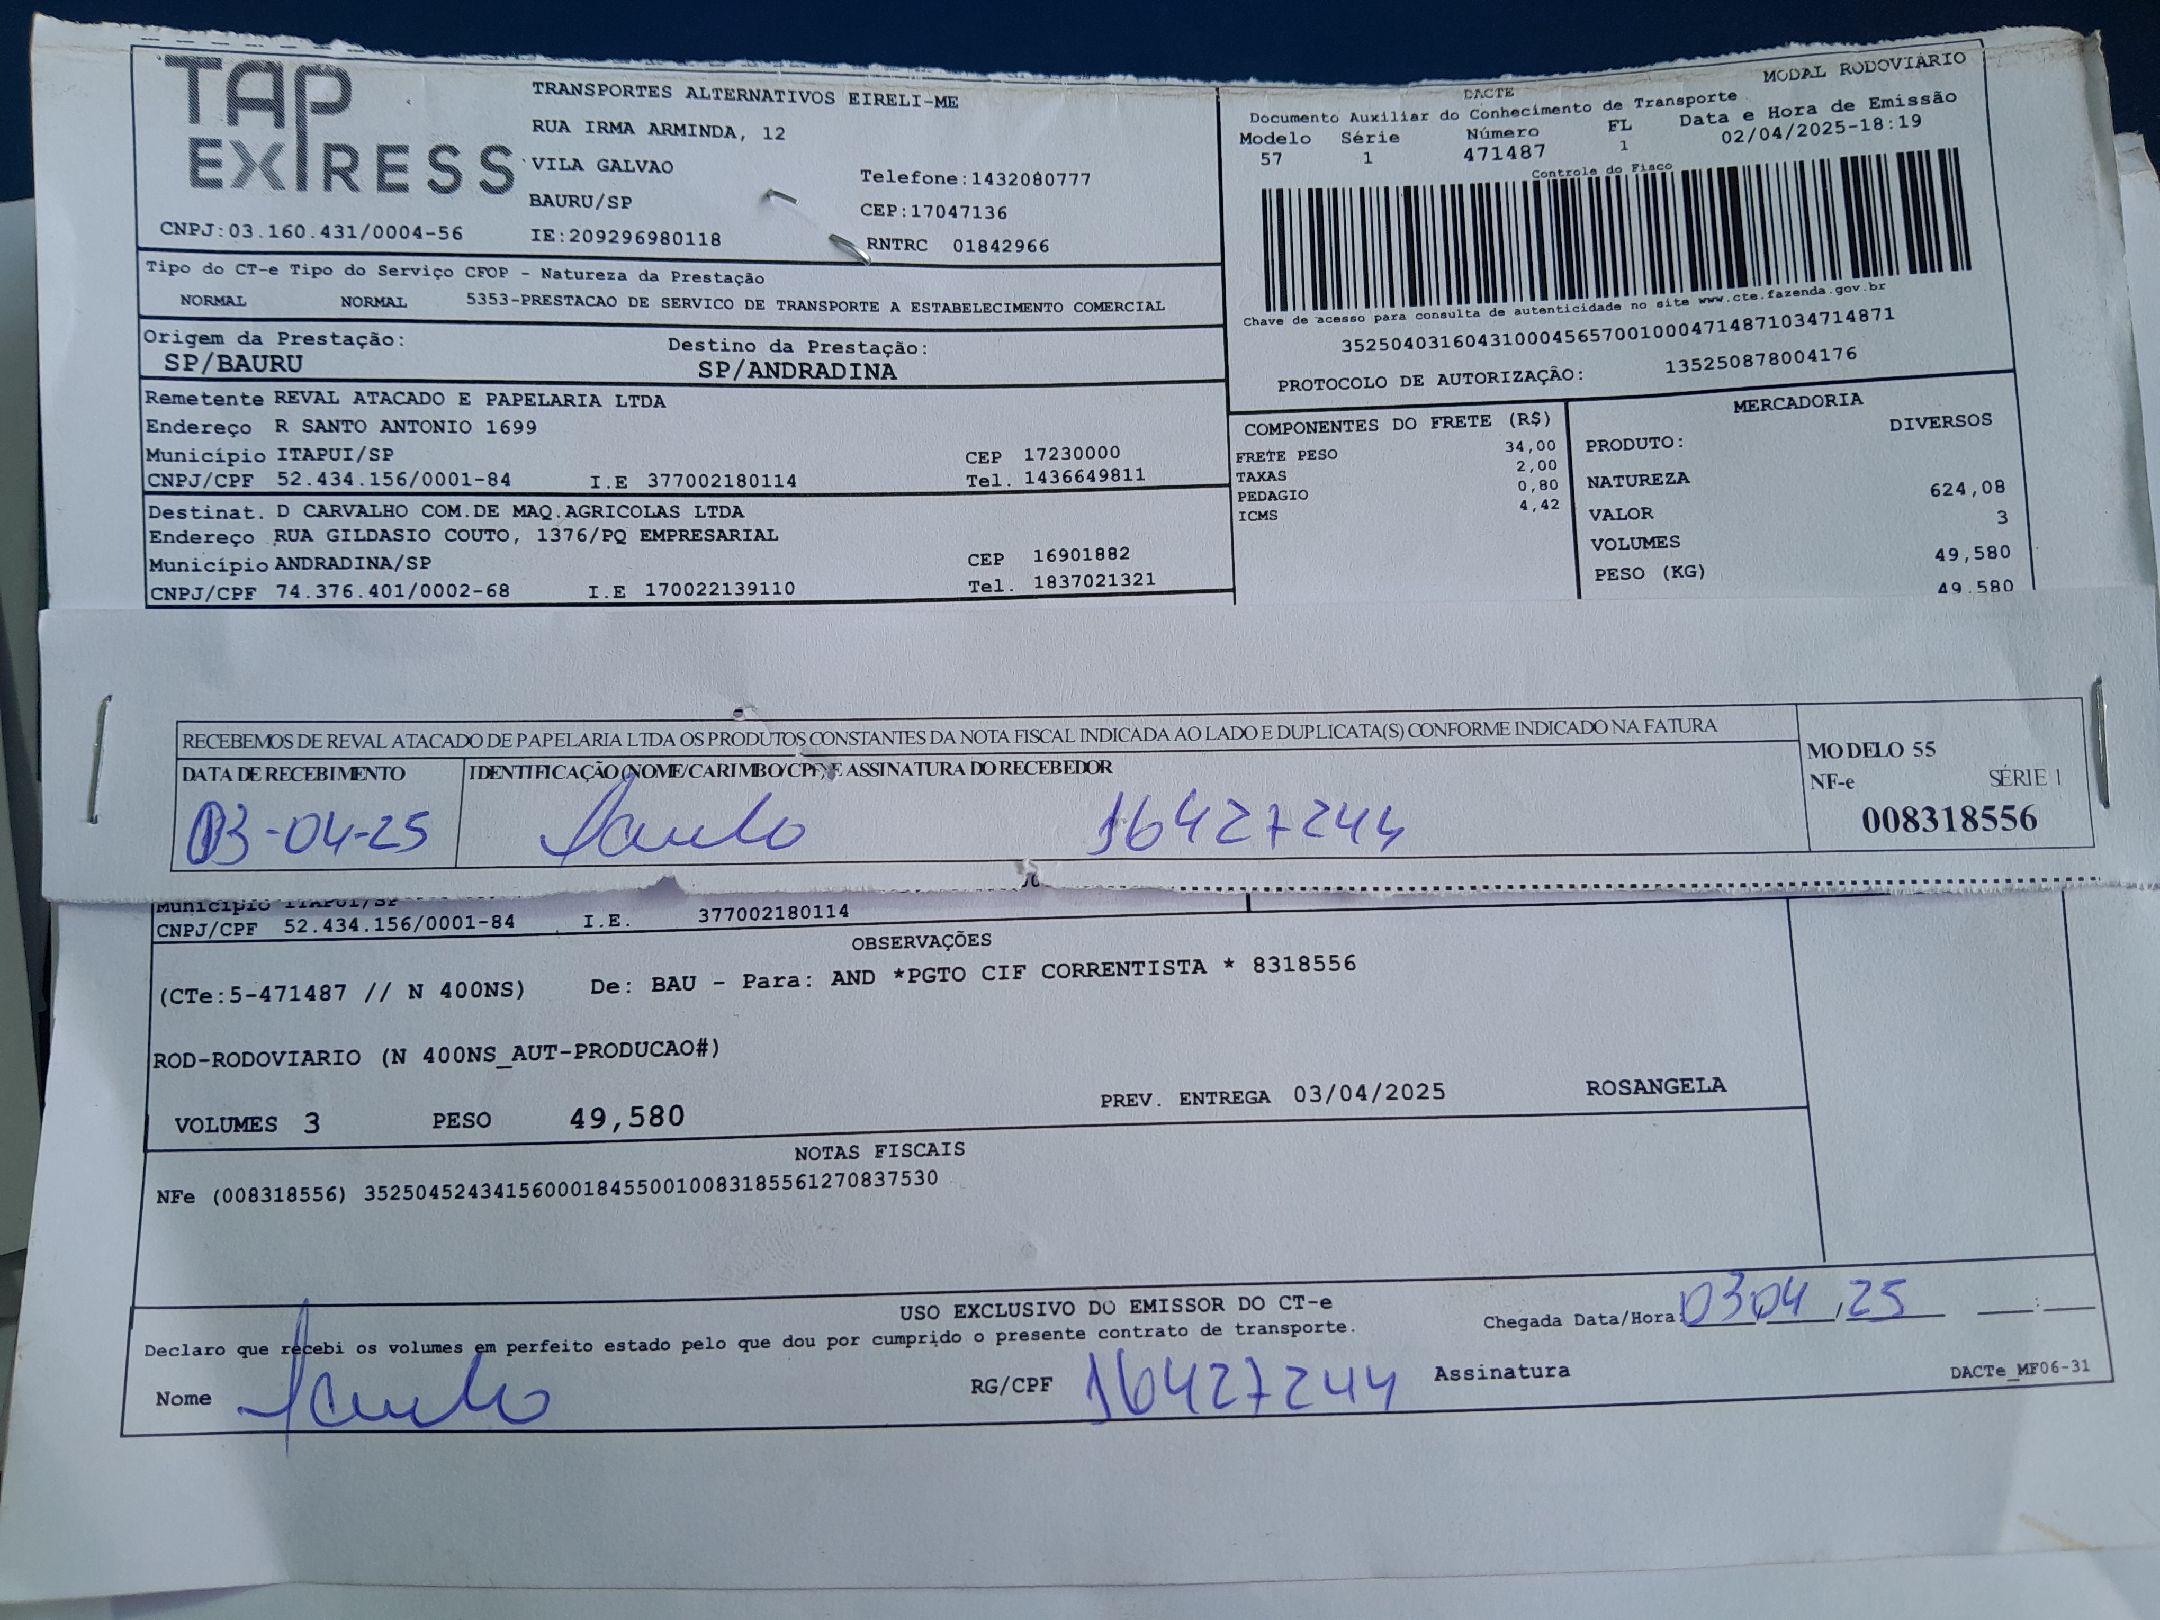 TAP EXPRESS
TRANSPORTES ALTERNATIVOS EIRELI-ME
RUA IRMA ARMINDA, 12
VILA GALVAO Telefone:1432080777
BAURU/SP CEP:17047136
CNPJ:03.160.431/0004-56 IE:209296980118 RNTRC 01842966
DACTE MODAL RODOVIÁRIO
Documento Auxiliar do Conhecimento de Transporte
Modelo Série Número FL Data e Hora de Emissão
57 1 471487 1 02/04/2025-18:19
Controle do Fisco
Chave de acesso para consulta de autenticidade no site www.cte.fazenda.gov.br
35250403160431000456570010004714871034714871
PROTOCOLO DE AUTORIZAÇÃO: 135250878004176
Tipo do CT-e Tipo do Serviço CFOP - Natureza da Prestação
NORMAL NORMAL 5353-PRESTACAO DE SERVICO DE TRANSPORTE A ESTABELECIMENTO COMERCIAL
Origem da Prestação: Destino da Prestação:
SP/BAURU SP/ANDRADINA
Remetente REVAL ATACADO E PAPELARIA LTDA
Endereço R SANTO ANTONIO 1699
Município ITAPUI/SP CEP 17230000
CNPJ/CPF 52.434.156/0001-84 I.E 377002180114 Tel. 1436649811
Destinat. D CARVALHO COM.DE MAQ.AGRICOLAS LTDA
Endereço RUA GILDASIO COUTO, 1376/PQ EMPRESARIAL
Município ANDRADINA/SP CEP 16901882
CNPJ/CPF 74.376.401/0002-68 I.E 170022139110 Tel. 1837021321
COMPONENTES DO FRETE (R$)
FRETE PESO 34,00
TAXAS 2,00
PEDAGIO 0,80
ICMS 4,42
MERCADORIA
PRODUTO: DIVERSOS
NATUREZA
VALOR 624,08
VOLUMES 3
PESO (KG) 49,580
49.580
RECEBEMOS DE REVAL ATACADO DE PAPELARIA LTDA OS PRODUTOS CONSTANTES DA NOTA FISCAL INDICADA AO LADO E DUPLICATA(S) CONFORME INDICADO NA FATURA
DATA DE RECEBIMENTO IDENTIFICAÇÃO (NOME/CARIMBO/CPF) E ASSINATURA DO RECEBEDOR
03-04-25 16427244
MODELO 55
NF-e SÉRIE 1
008318556
Município ITAPUI/SP
CNPJ/CPF 52.434.156/0001-84 I.E. 377002180114
OBSERVAÇÕES
(CTe:5-471487 // N 400NS) De: BAU - Para: AND *PGTO CIF CORRENTISTA * 8318556
ROD-RODOVIARIO (N 400NS_AUT-PRODUCAO#)
VOLUMES 3 PESO 49,580 PREV. ENTREGA 03/04/2025 ROSANGELA
NOTAS FISCAIS
NFe (008318556) 35250452434156000184550010083185561270837530
USO EXCLUSIVO DO EMISSOR DO CT-e
Declaro que recebi os volumes em perfeito estado pelo que dou por cumprido o presente contrato de transporte.
Chegada Data/Hora: 03 04 / 25 __:__
Nome RG/CPF 16427244 Assinatura DACTe_MF06-31